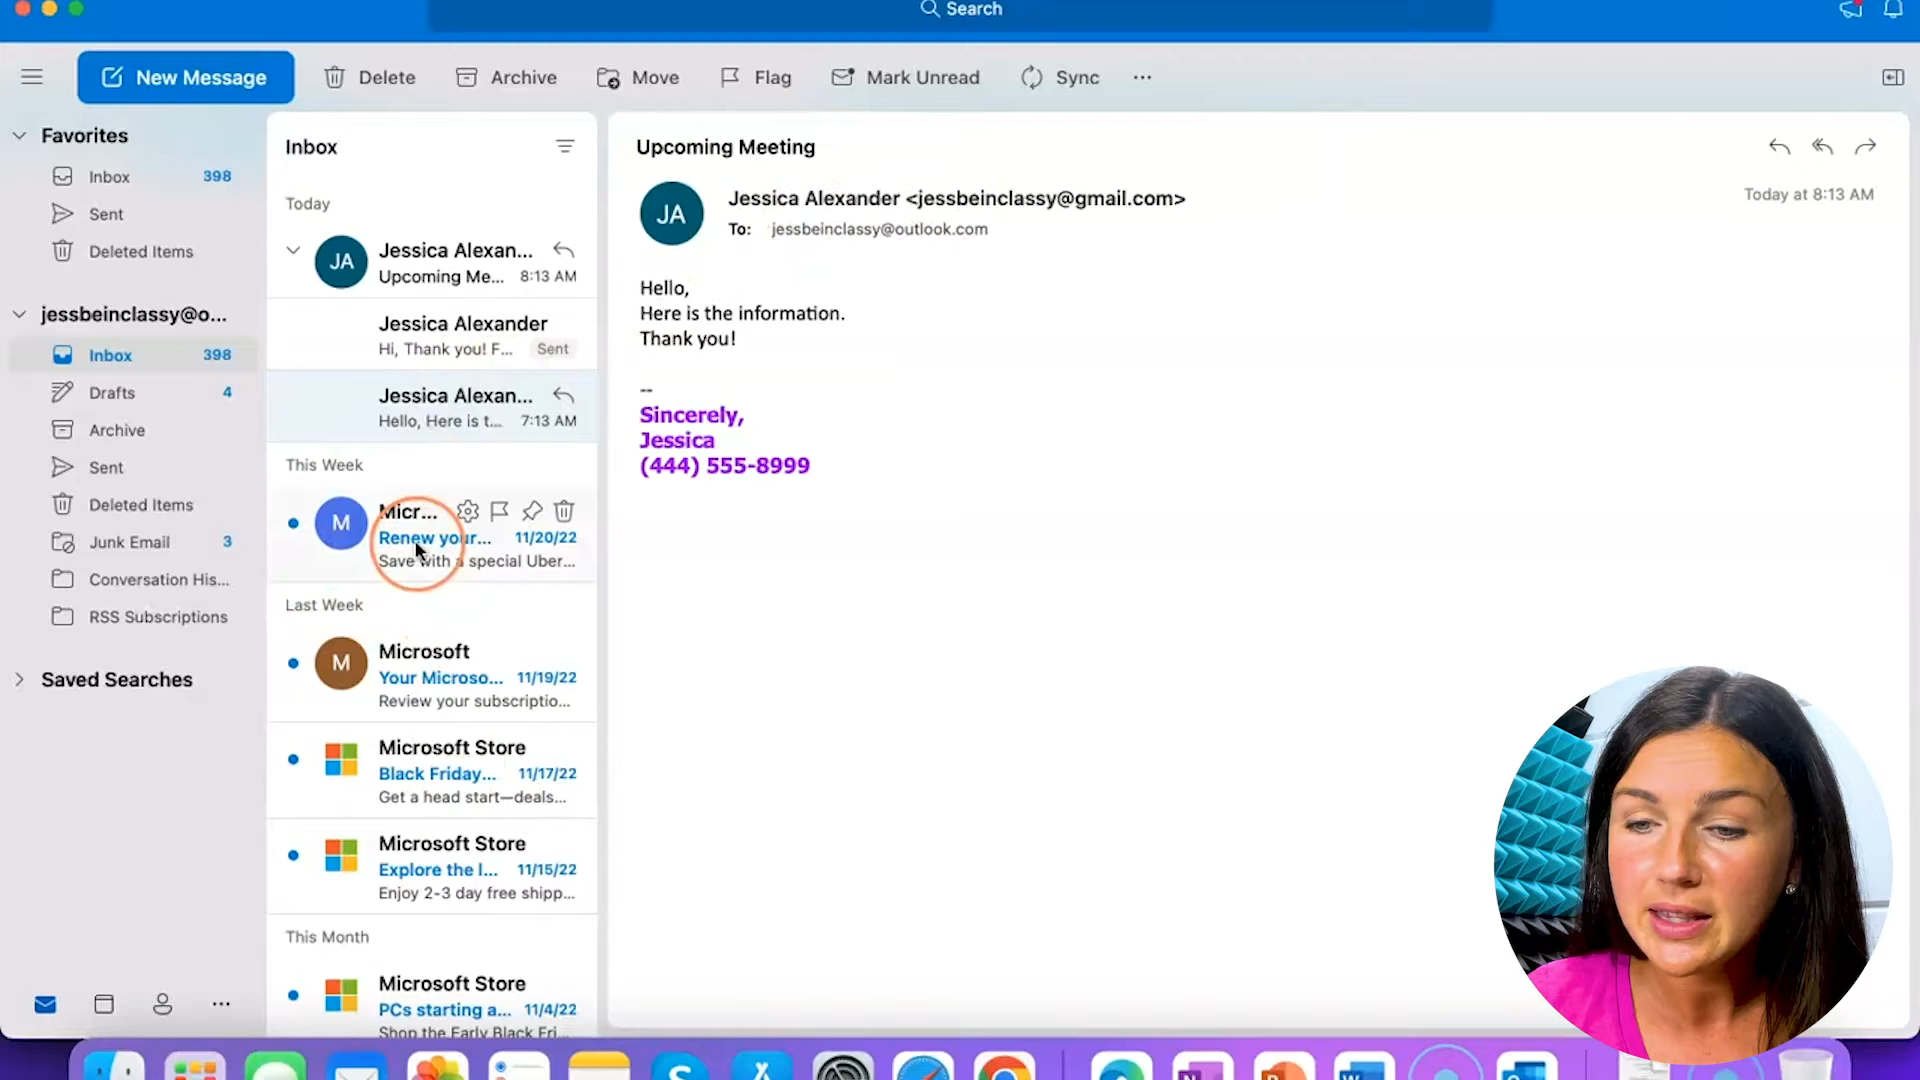 Search
New Message
Delete
Archive
Move
Flag
Mark Unread
Sync
Favorites
Inbox 398
Sent
Deleted Items
jessbeinclassy@o...
Inbox 398
Drafts 4
Archive
Sent
Deleted Items
Junk Email 3
Conversation His...
RSS Subscriptions
Saved Searches
Inbox
Today
JA
Jessica Alexan...
Upcoming Me... 8:13 AM
Jessica Alexander
Hi, Thank you! F... Sent
Jessica Alexan...
Hello, Here is t... 7:13 AM
This Week
M
Micr...
Renew your... 11/20/22
Save with a special Uber...
Last Week
M
Microsoft
Your Microso... 11/19/22
Review your subscriptio...
Microsoft Store
Black Friday... 11/17/22
Get a head start—deals...
Microsoft Store
Explore the l... 11/15/22
Enjoy 2-3 day free shipp...
This Month
Microsoft Store
PCs starting a... 11/4/22
Shop the Early Black Fri...
Upcoming Meeting
JA
Jessica Alexander <jessbeinclassy@gmail.com>
Today at 8:13 AM
To: jessbeinclassy@outlook.com
Hello,
Here is the information.
Thank you!
--
Sincerely,
Jessica
(444) 555-8999